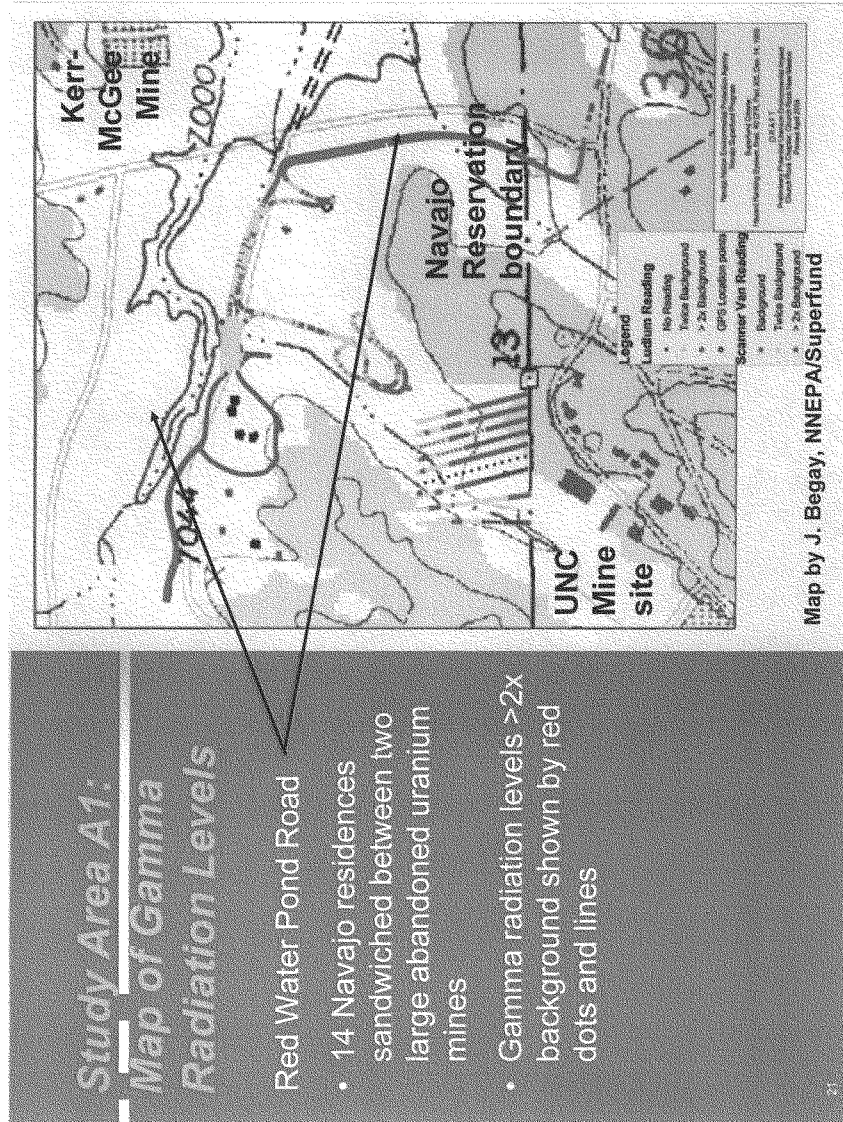 Study Area A1:
Map of Gamma
Radiation Levels
Red Water Pond Road
• 14 Navajo residences
sandwiched between two
large abandoned uranium
mines
• Gamma radiation levels >2x
background shown by red
dots and lines
21
Kerr-
McGee
Mine
7000
7044
Navajo
Reservation
boundary
13
36
UNC
Mine
site
Legend
Ludlum Reading
No Reading
Twice Background
> 2x Background
GPS Location points
Scanner Van Reading
Background
Twice Background
> 2x Background
Map by J. Begay, NNEPA/Superfund